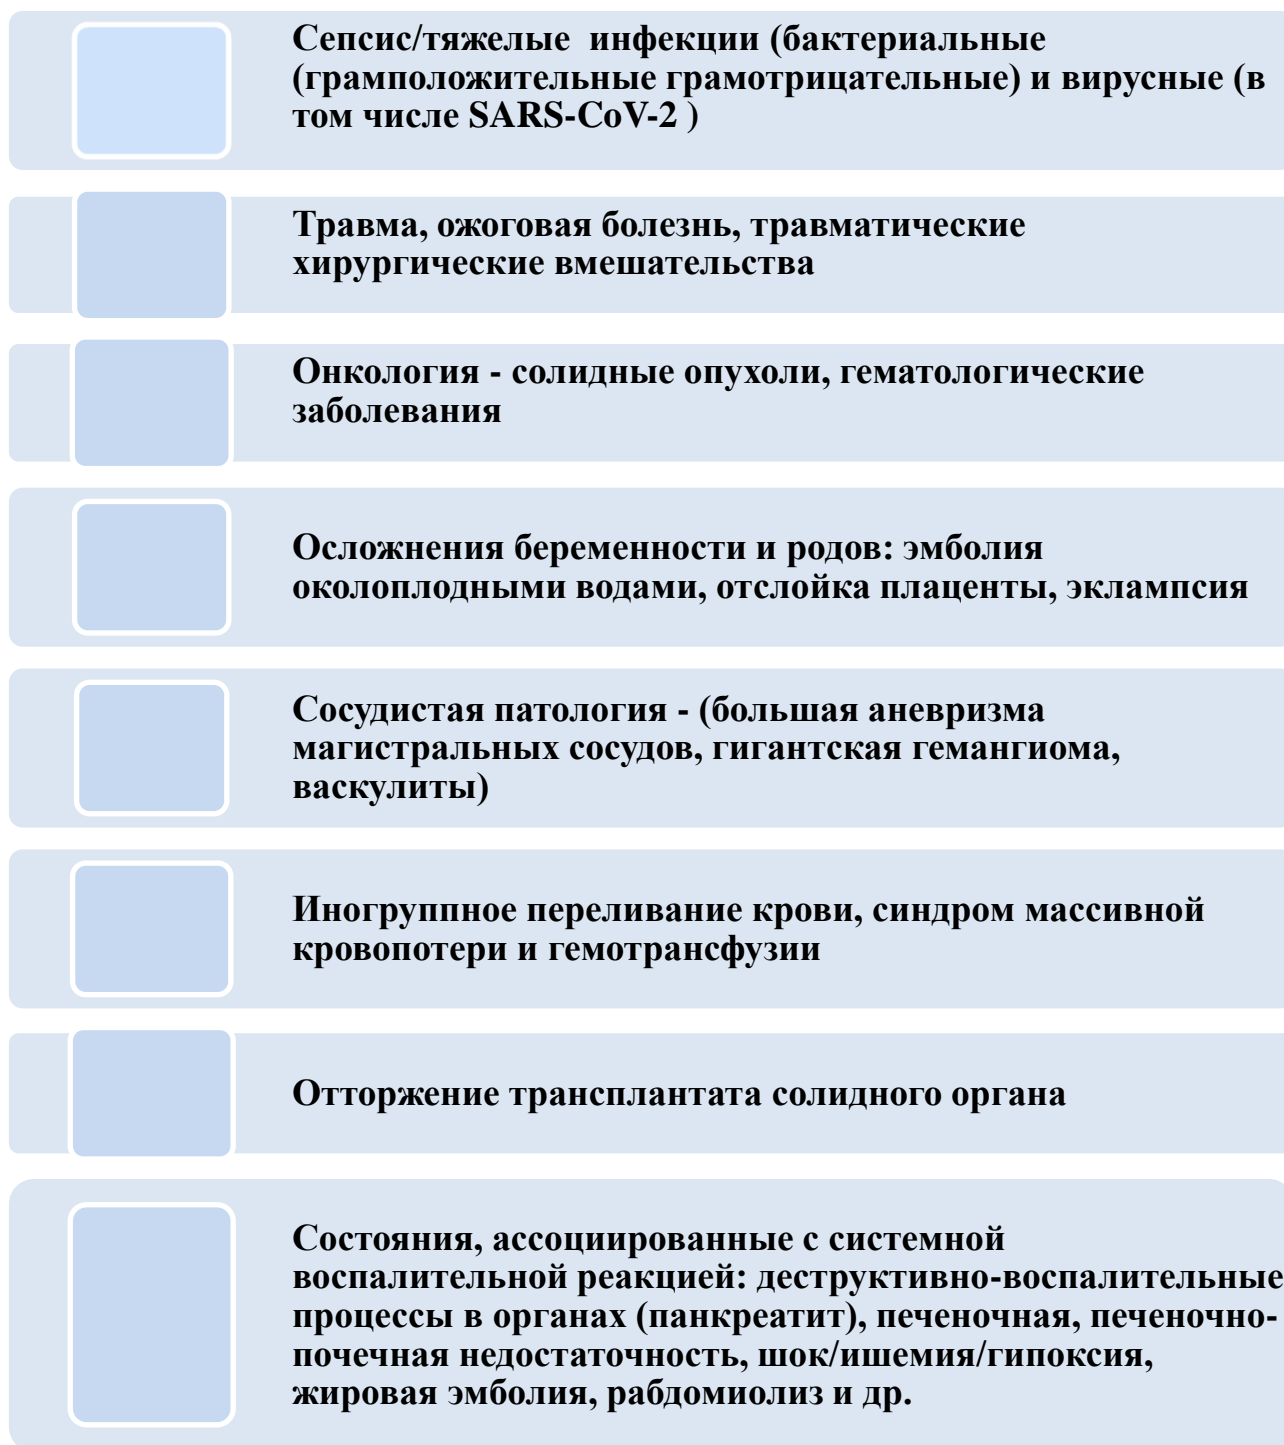 Сепсис/тяжелые  инфекции (бактериальные
(грамположительные грамотрицательные) и вирусные (в
том числе SARS-CoV-2 )
Травма, ожоговая болезнь, травматические
хирургические вмешательства
Онкология - солидные опухоли, гематологические
заболевания
Осложнения беременности и родов: эмболия
околоплодными водами, отслойка плаценты, эклампсия
Сосудистая патология - (большая аневризма
магистральных сосудов, гигантская гемангиома,
васкулиты)
Иногруппное переливание крови, синдром массивной
кровопотери и гемотрансфузии
Отторжение трансплантата солидного органа
Состояния, ассоциированные с системной
воспалительной реакцией: деструктивно-воспалительные
процессы в органах (панкреатит), печеночная, печеночно-
почечная недостаточность, шок/ишемия/гипоксия,
жировая эмболия, рабдомиолиз и др.